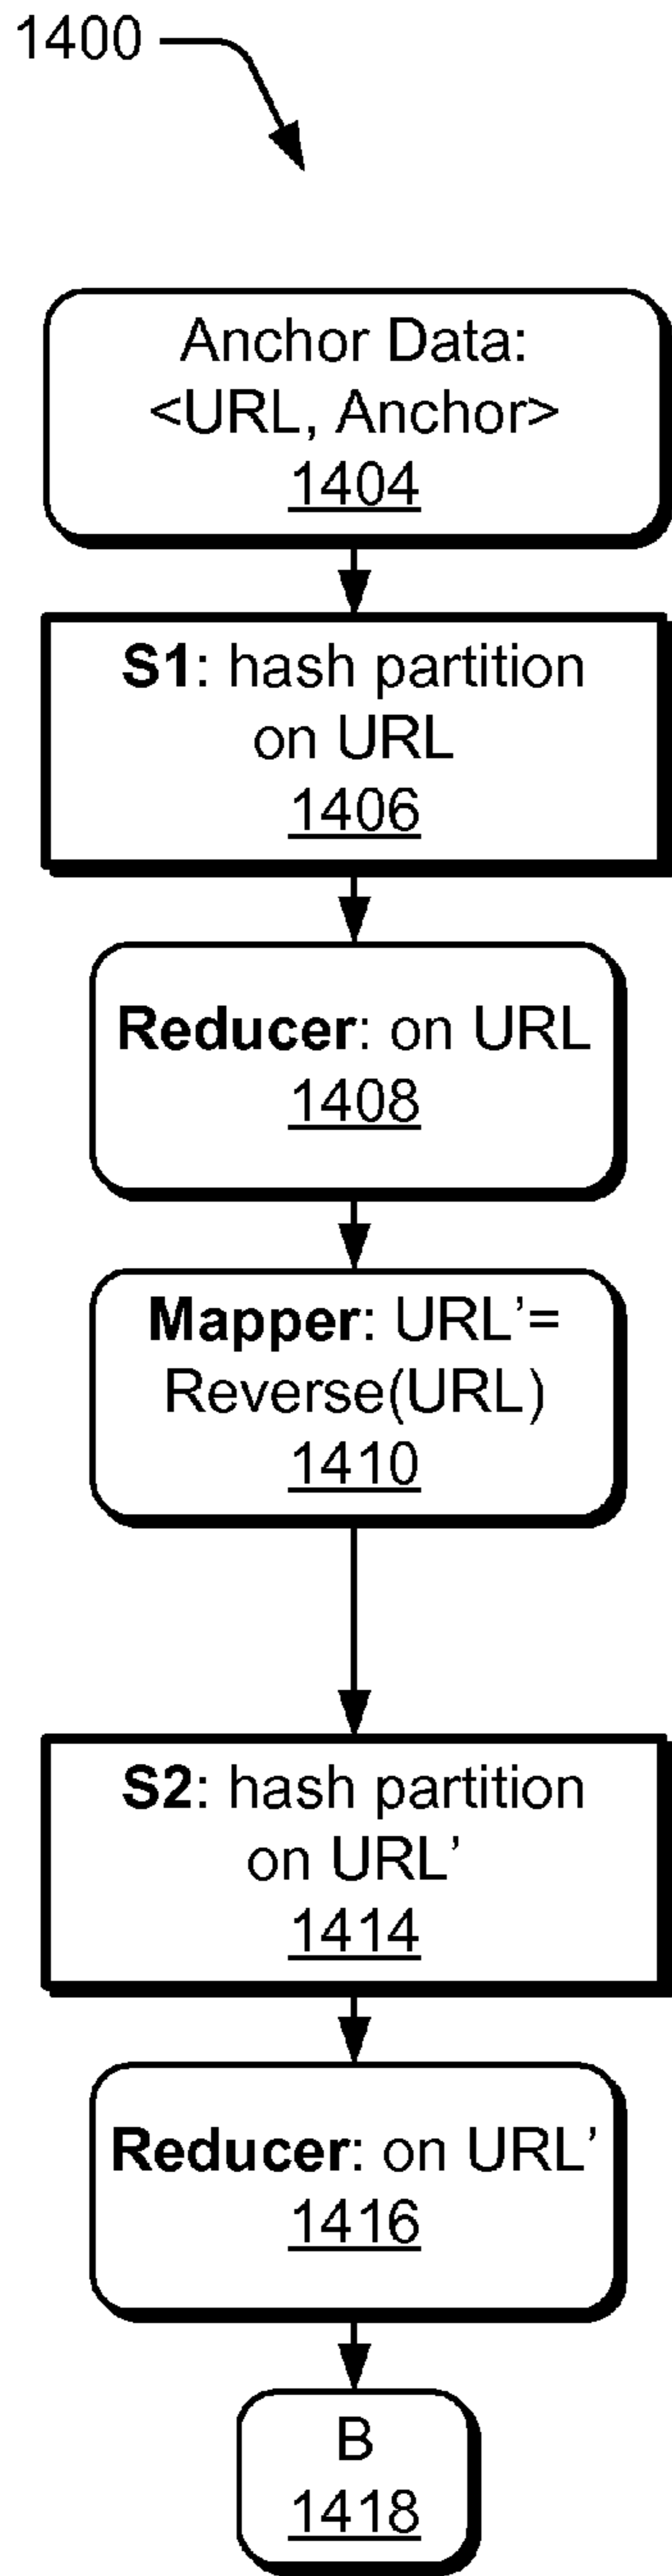 1400
Anchor Data:
<URL, Anchor>
1404
S1: hash partition
on URL
1406
Reducer: on URL
1408
Mapper: URL’=
Reverse(URL)
1410
S2: hash partition
on URL’
1414
Reducer: on URL’
1416
B
1418